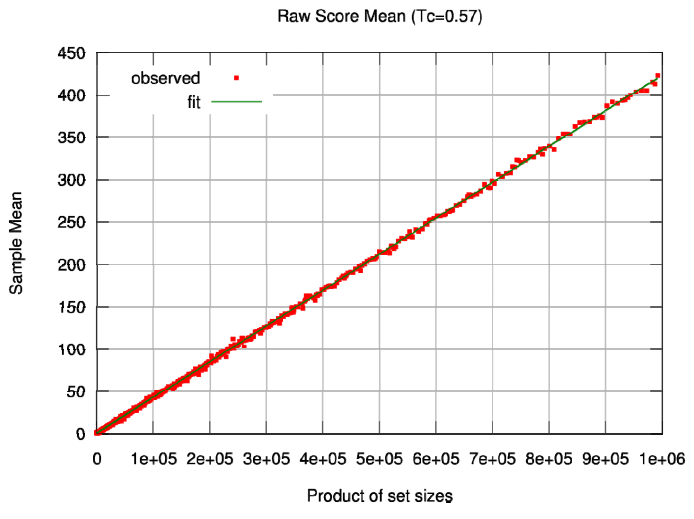 Raw Score Mean (Tc=0.57)
450
observed
fit
400
350
300
250
200
150
100
50
0
Sample Mean
0 1e+05 2e+05 3e+05 4e+05 5e+05 6e+05 7e+05 8e+05 9e+05 1e+06
Product of set sizes